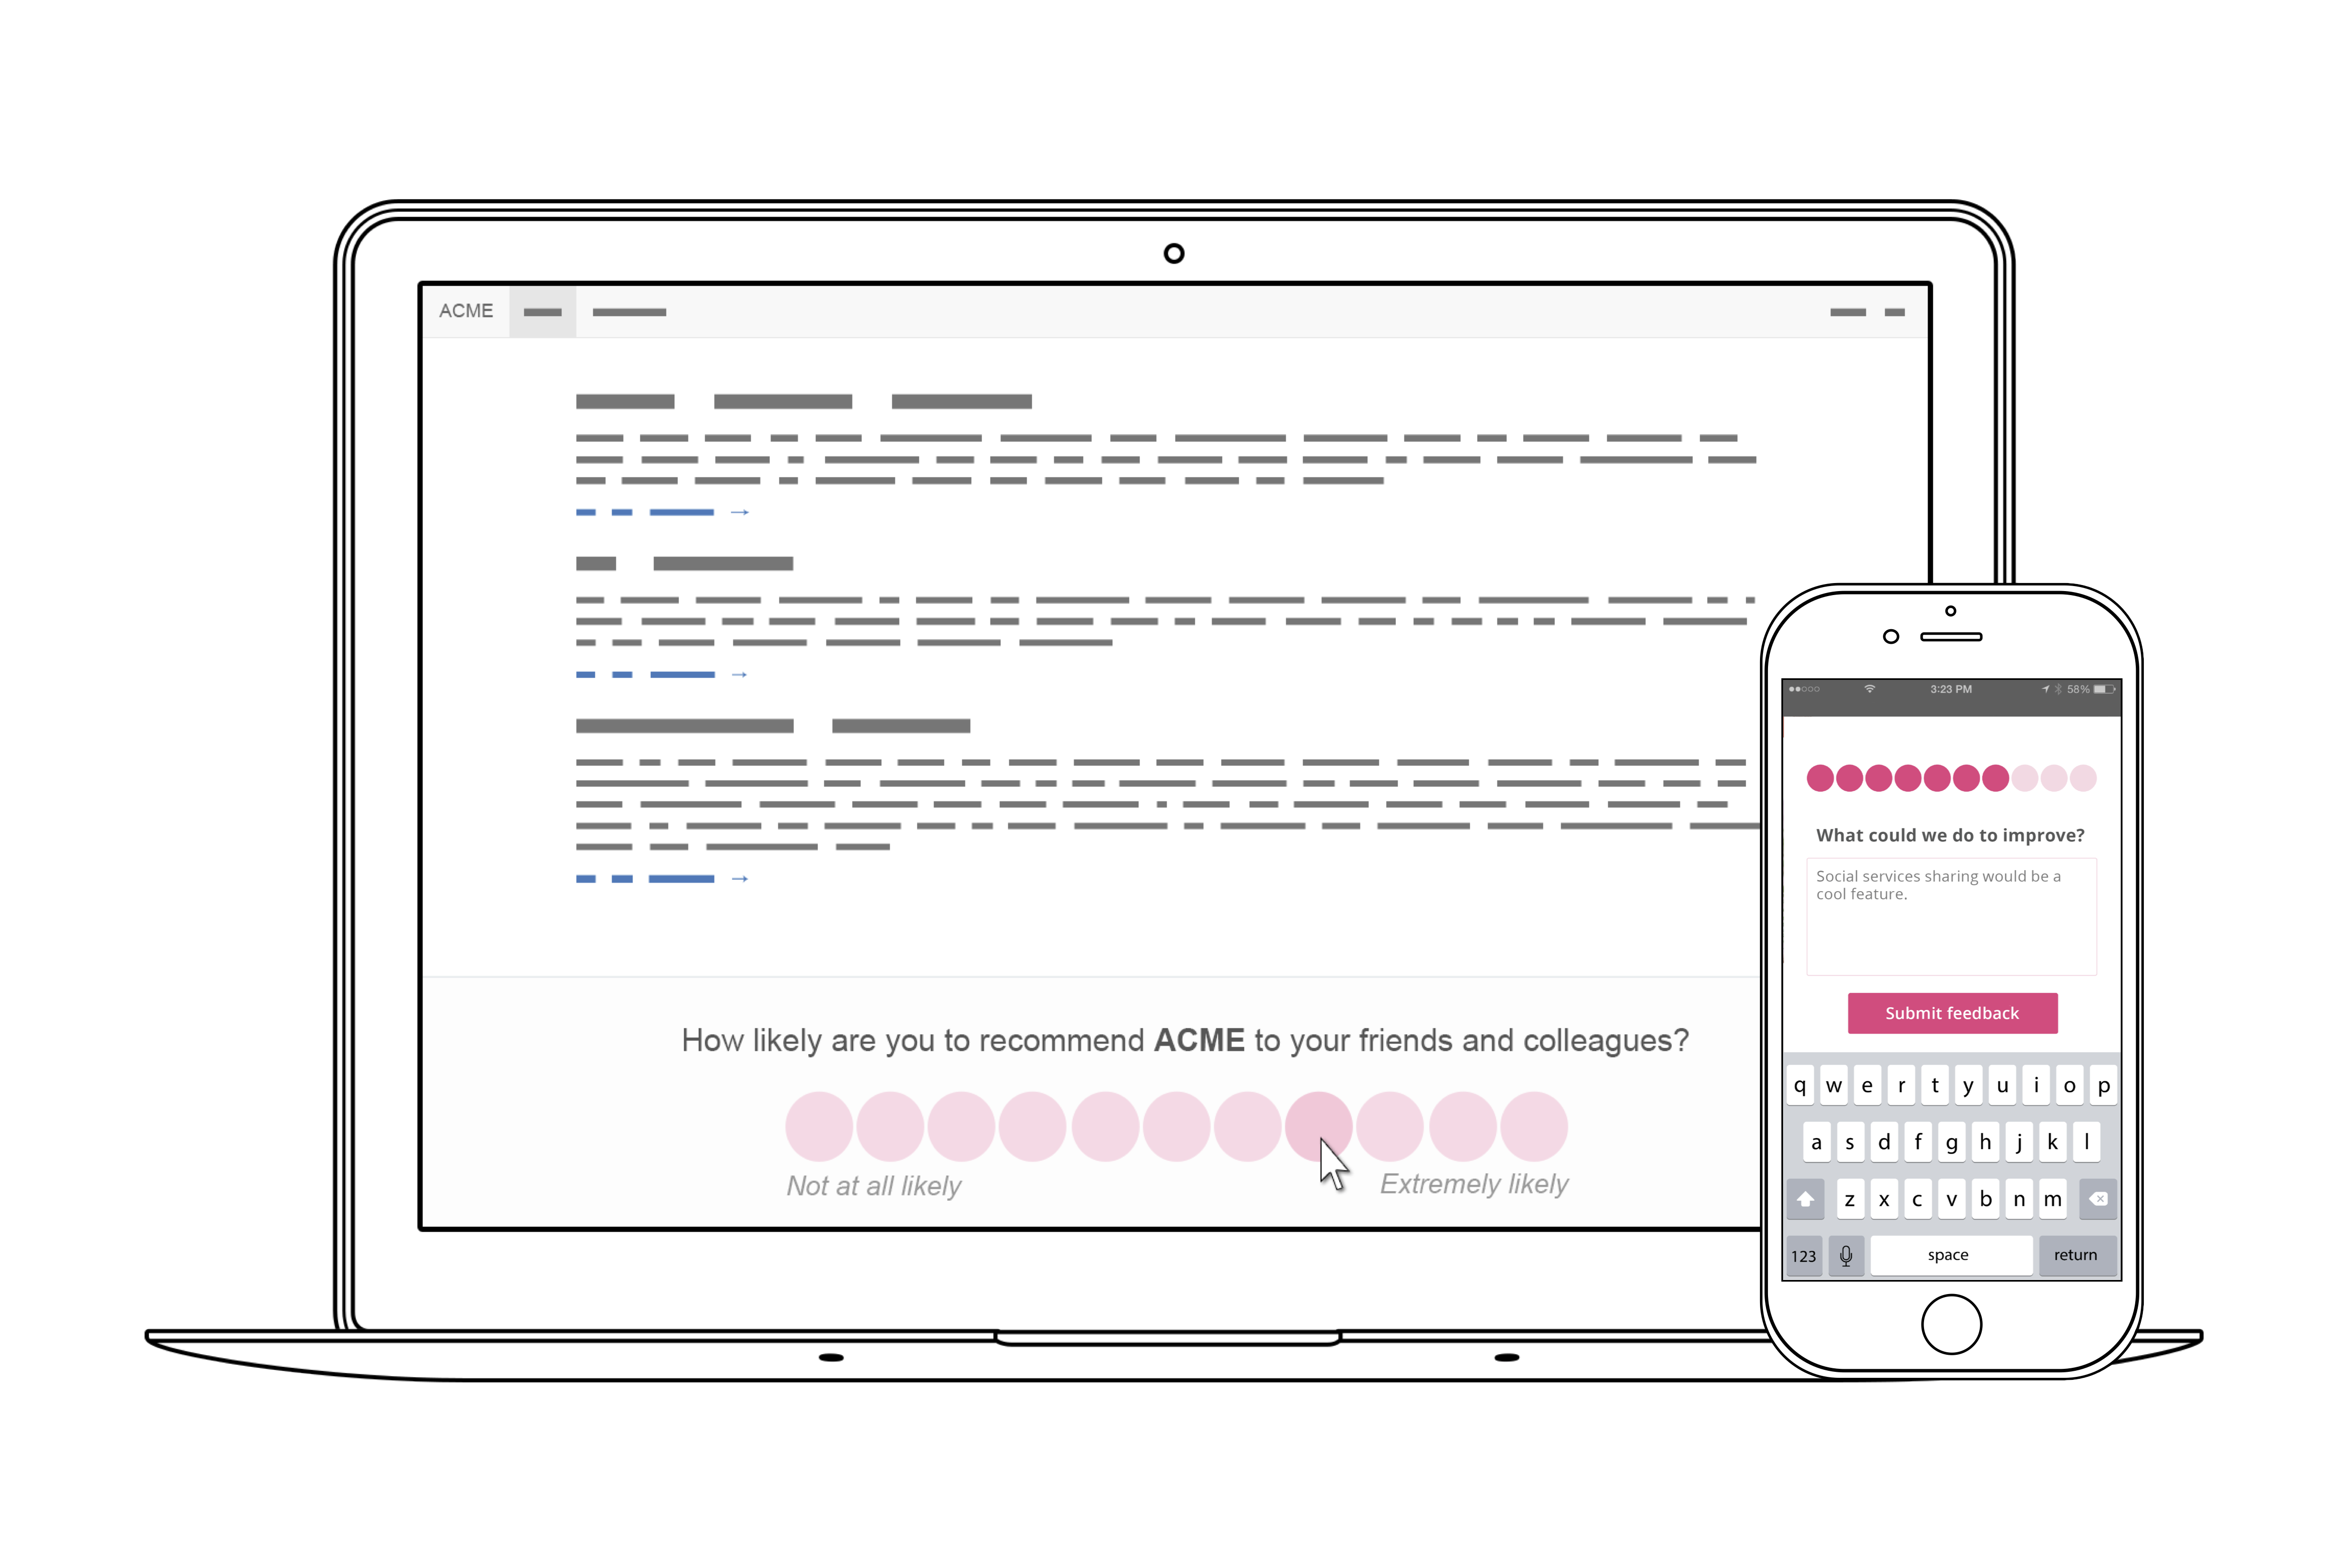 ACME
How likely are you to recommend ACME to your friends and colleagues?
Not at all likely
Extremely likely
3:23 PM
58%
What could we do to improve?
Social services sharing would be a
cool feature.
Submit feedback
q w e r t y u i o p
a s d f g h j k l
z x c v b n m
123 space return